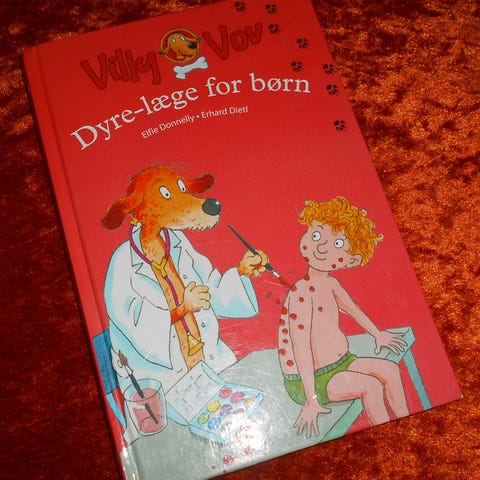 Villy Vov
Dyre-læge for børn
Elfie Donnelly • Erhard Dietl